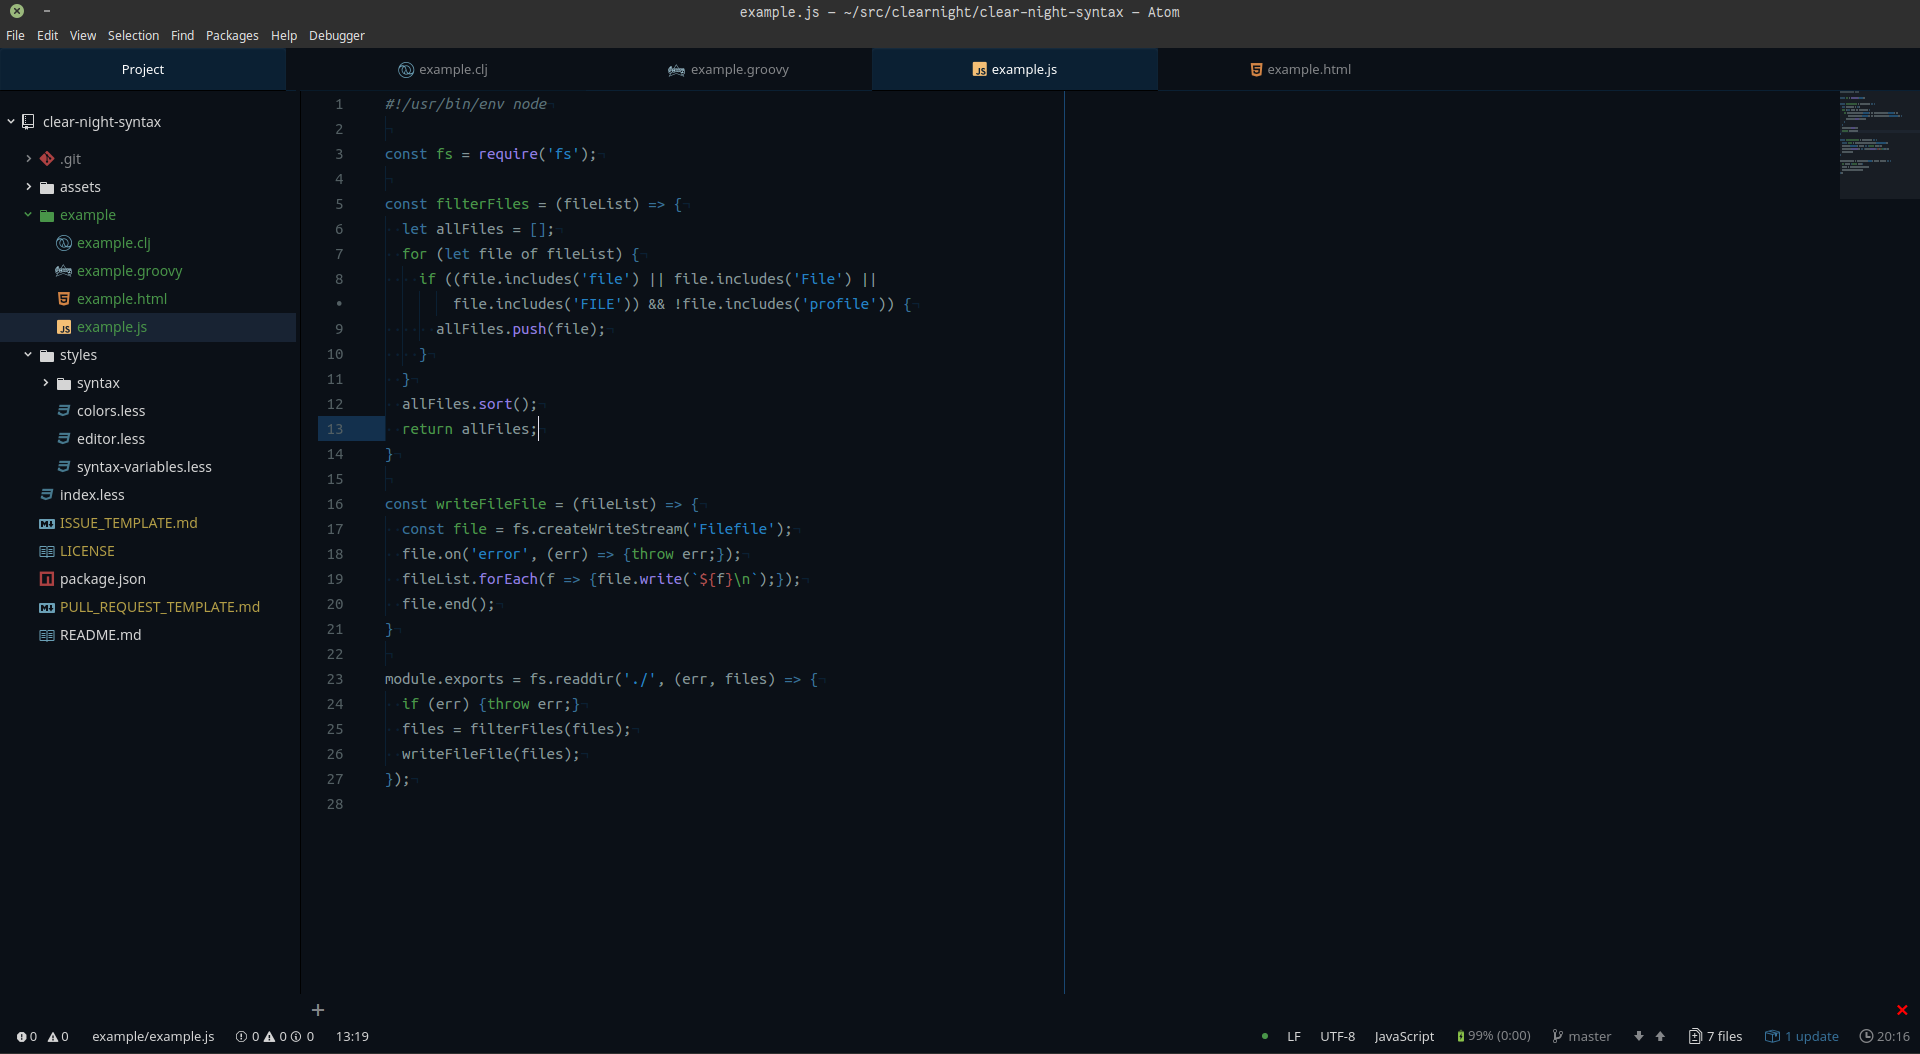 example.js — ~/src/clearnight/clear-night-syntax — Atom
File Edit View Selection Find Packages Help Debugger
Project
example.clj example.groovy example.js example.html
clear-night-syntax
.git
assets
example
example.clj
example.groovy
example.html
example.js
styles
syntax
colors.less
editor.less
syntax-variables.less
index.less
ISSUE_TEMPLATE.md
LICENSE
package.json
PULL_REQUEST_TEMPLATE.md
README.md
1 #!/usr/bin/env node
2
3 const fs = require('fs');
4
5 const filterFiles = (fileList) => {
6 let allFiles = [];
7 for (let file of fileList) {
8 if ((file.includes('file') || file.includes('File') ||
• file.includes('FILE')) && !file.includes('profile')) {
9 allFiles.push(file);
10 }
11 }
12 allFiles.sort();
13 return allFiles;
14 }
15
16 const writeFileFile = (fileList) => {
17 const file = fs.createWriteStream('Filefile');
18 file.on('error', (err) => {throw err;});
19 fileList.forEach(f => {file.write(`${f}\n`);});
20 file.end();
21 }
22
23 module.exports = fs.readdir('./', (err, files) => {
24 if (err) {throw err;}
25 files = filterFiles(files);
26 writeFileFile(files);
27 });
28
0 0 example/example.js 0 0 0 13:19 LF UTF-8 JavaScript 99% (0:00) master 7 files 1 update 20:16